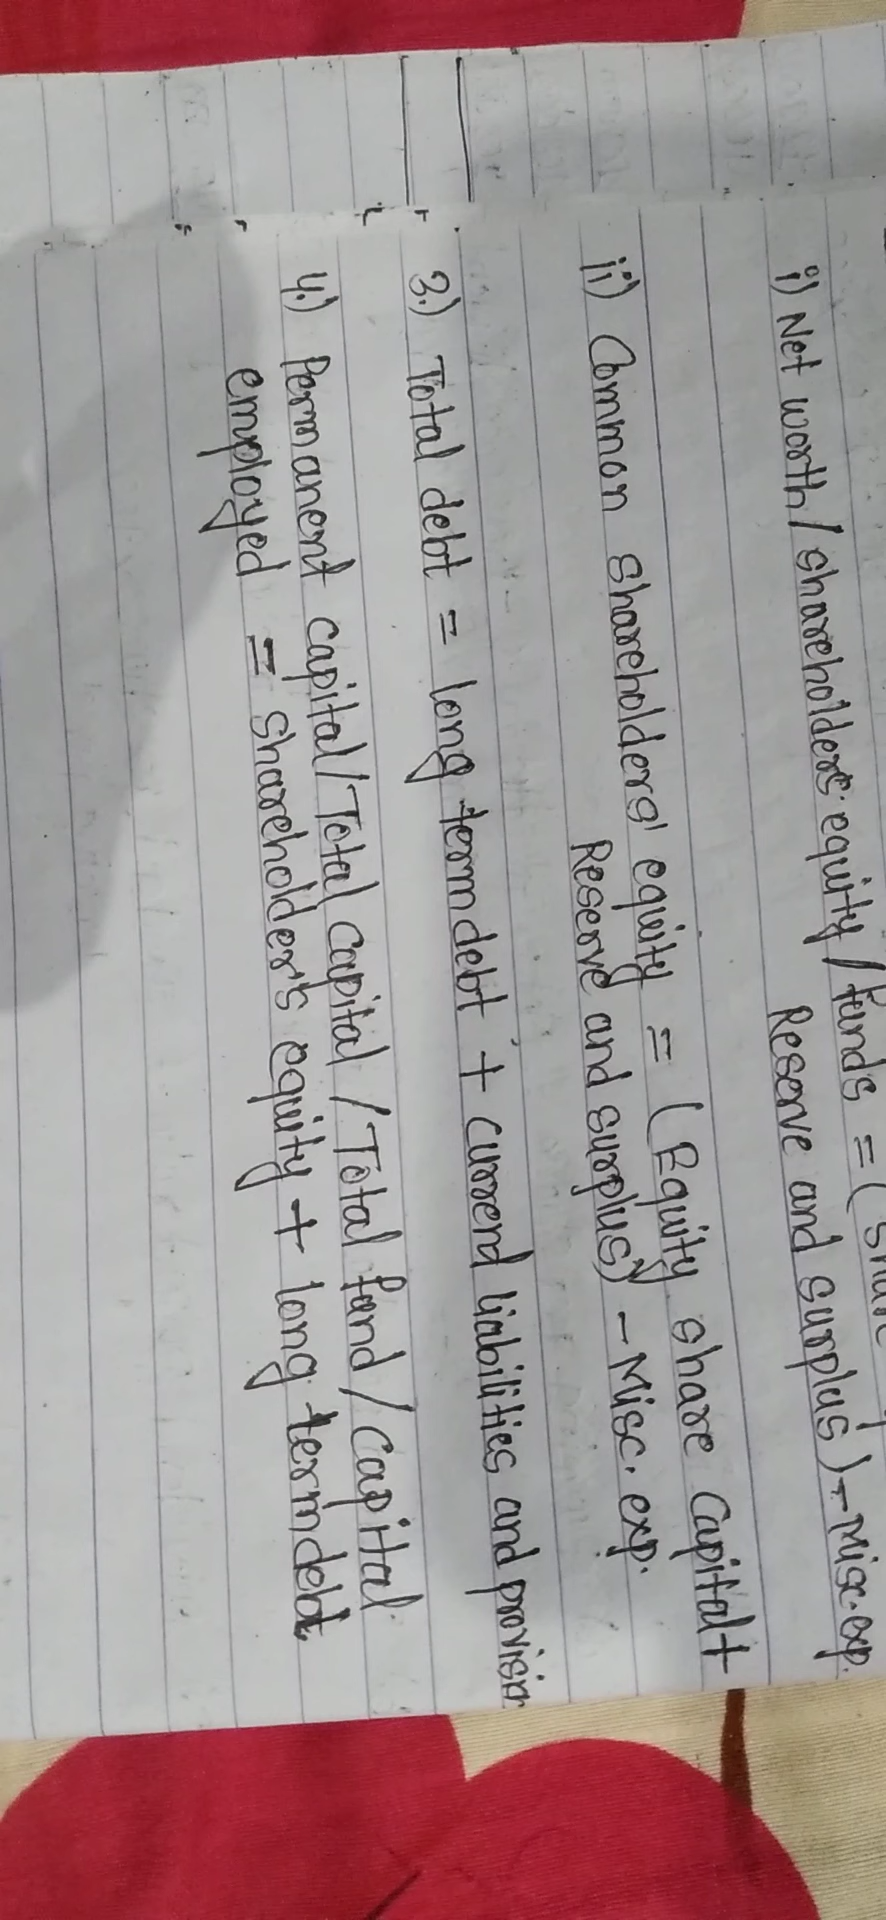 i) Net worth / shareholders equity / funds = (
Reserve and surplus) - Misc. exp.
ii) Common shareholders' equity = (Equity share capital +
Reserve and surplus) - Misc. exp.
3.) Total debt = long term debt + current liabilities and provision
4.) Permanent capital / Total capital / Total fund / capital
employed = shareholder's equity + long term debt